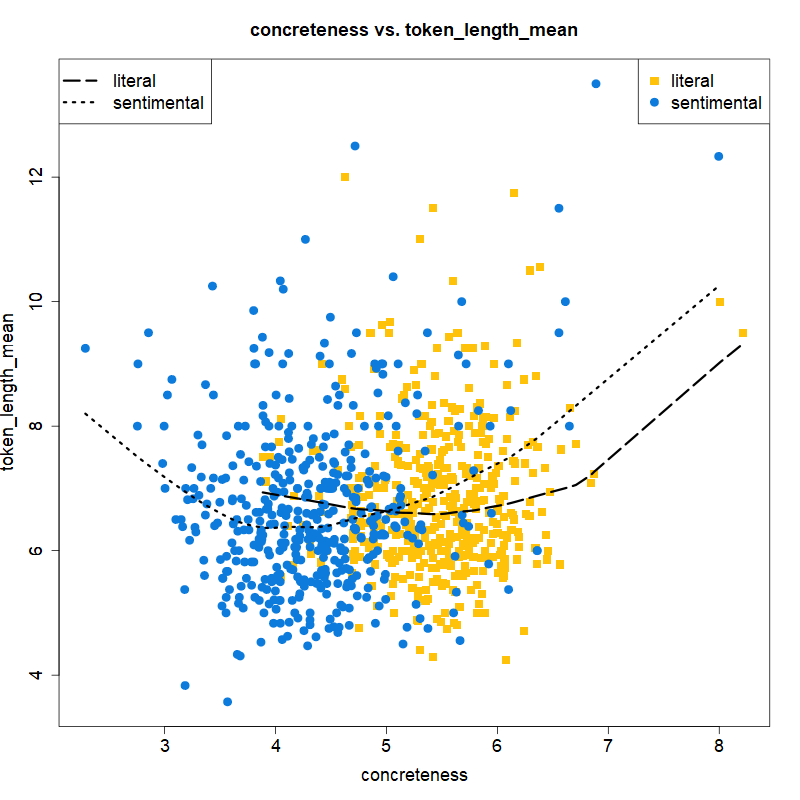 concreteness vs. token_length_mean
literal
sentimental
literal
sentimental
token_length_mean
12
10
8
6
4
3 4 5 6 7 8
concreteness